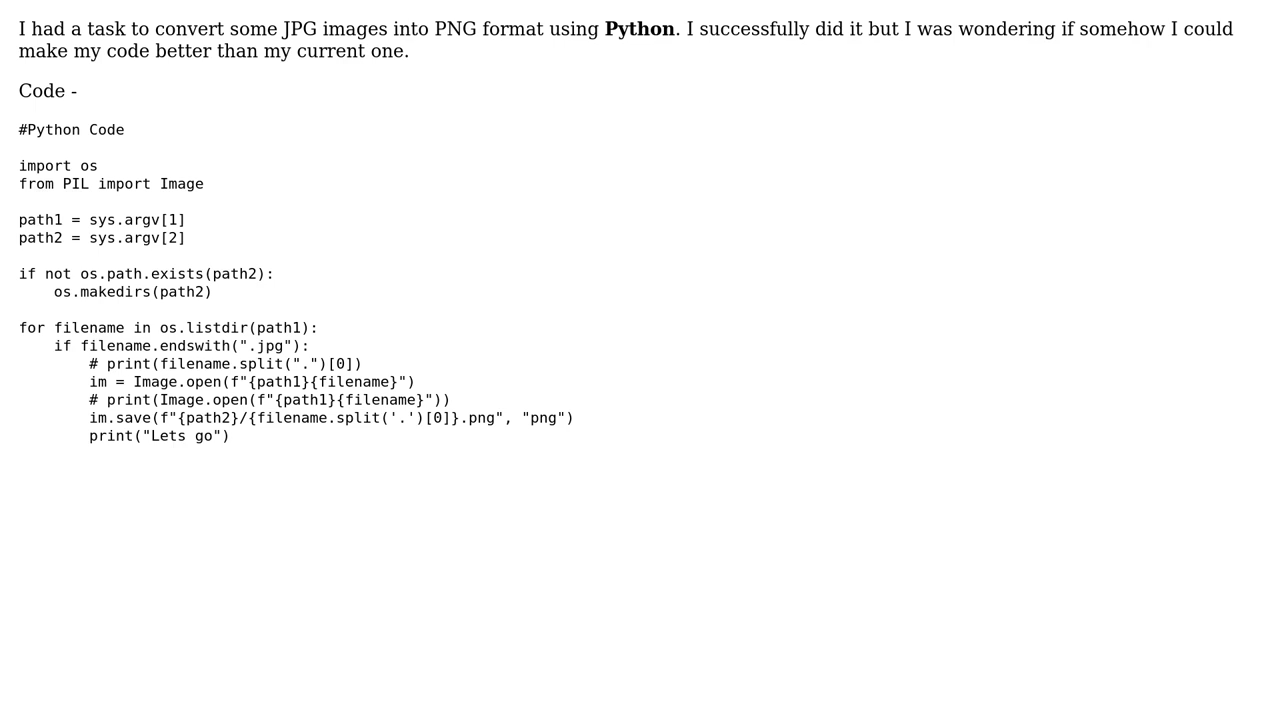 I had a task to convert some JPG images into PNG format using Python. I successfully did it but I was wondering if somehow I could
make my code better than my current one.
Code -
#Python Code
import os
from PIL import Image
path1 = sys.argv[1]
path2 = sys.argv[2]
if not os.path.exists(path2):
    os.makedirs(path2)
for filename in os.listdir(path1):
    if filename.endswith(".jpg"):
        # print(filename.split(".")[0])
        im = Image.open(f"{path1}{filename}")
        # print(Image.open(f"{path1}{filename}"))
        im.save(f"{path2}/{filename.split('.')[0]}.png", "png")
        print("Lets go")